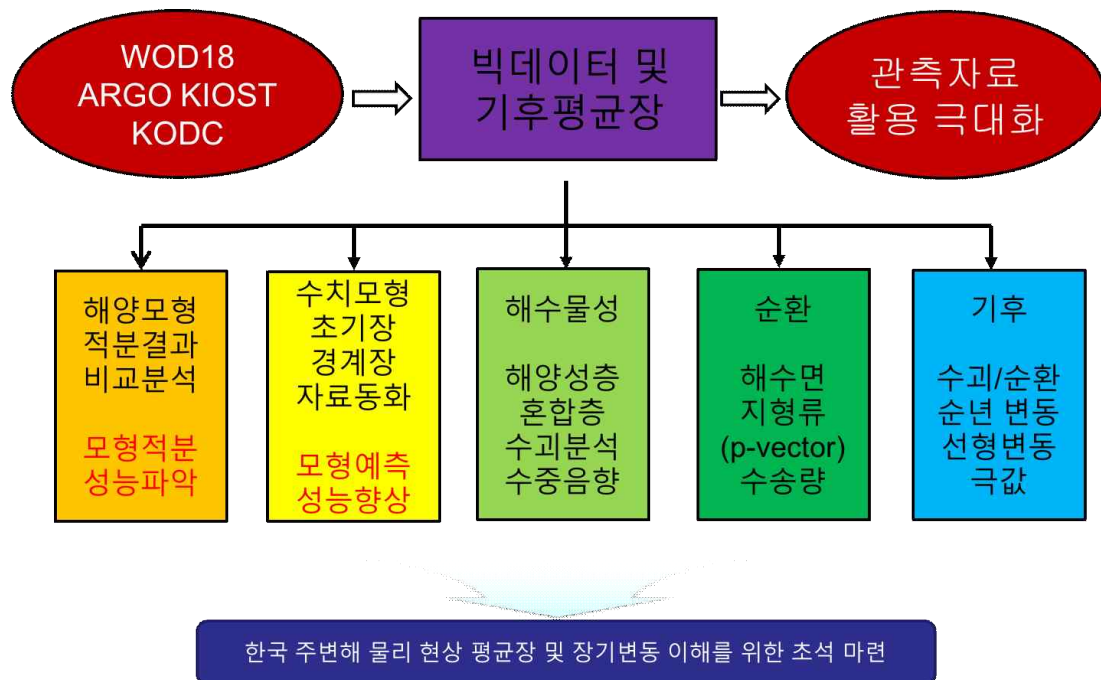 WOD18
ARGO KIOST
KODC
빅데이터 및
기후평균장
관측자료
활용 극대화
해양모형
적분결과
비교분석
모형적분
성능파악
수치모형
초기장
경계장
자료동화
모형예측
성능향상
해수물성
해양성층
혼합층
수괴분석
수중음향
순환
해수면
지형류
(p-vector)
수송량
기후
수괴/순환
순년 변동
선형변동
극값
한국 주변해 물리 현상 평균장 및 장기변동 이해를 위한 초석 마련